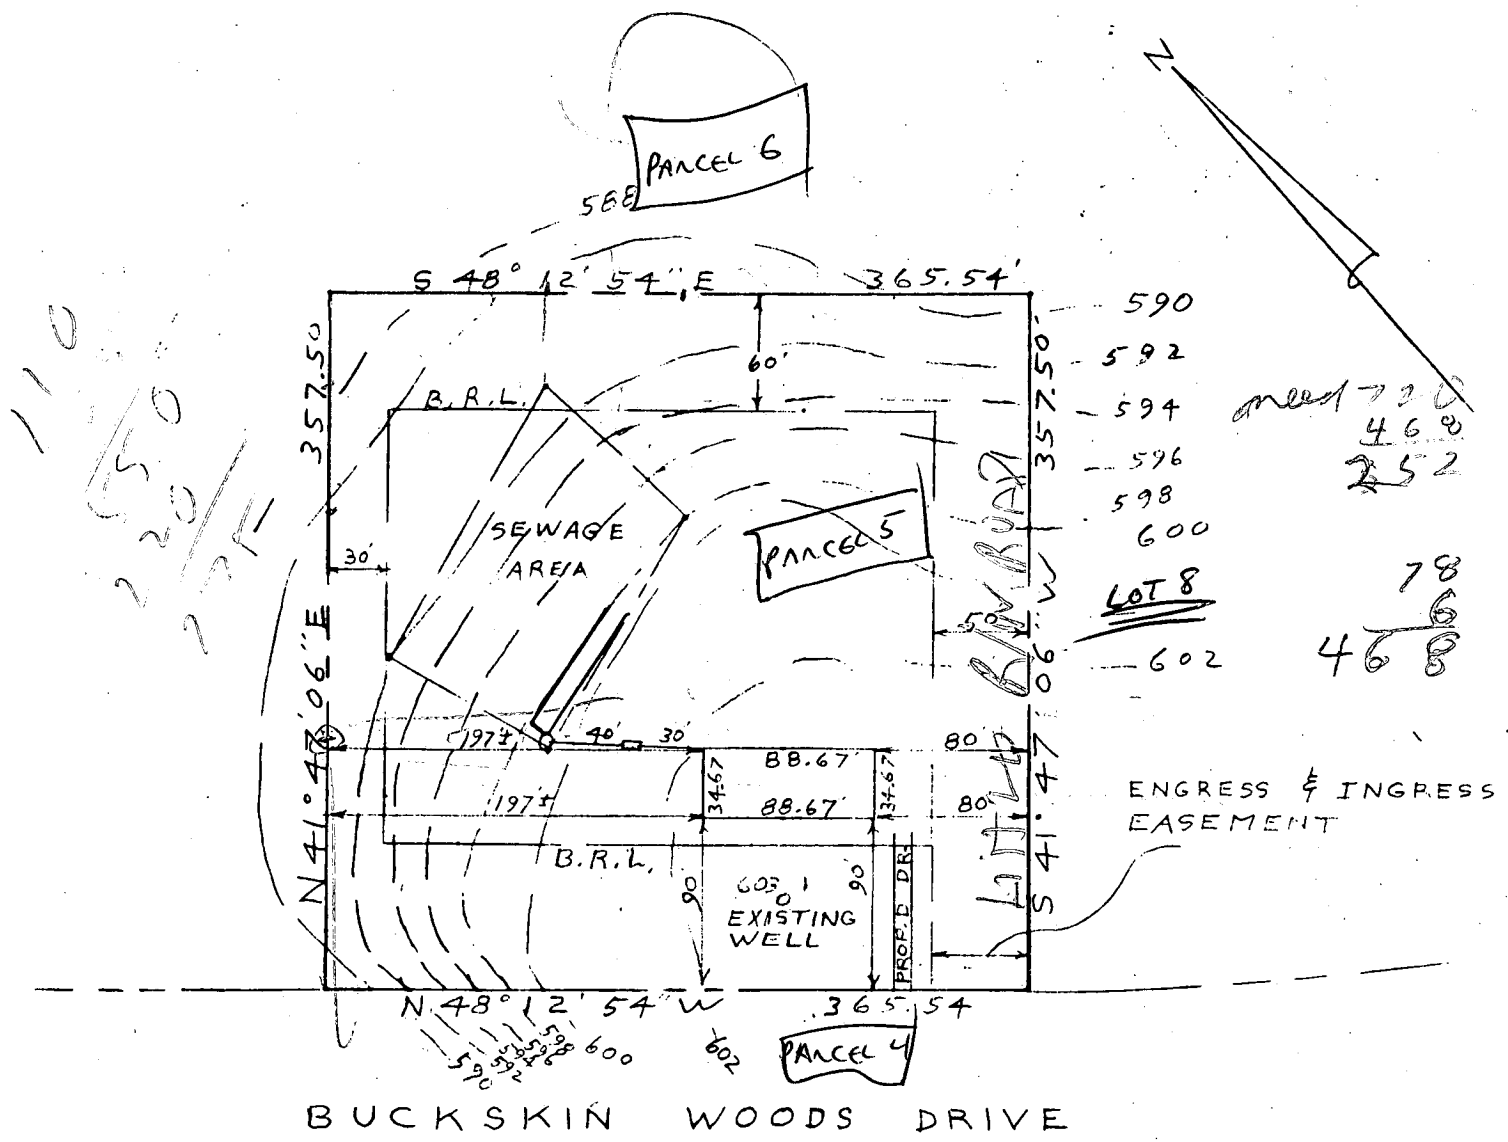 N
PARCEL 6
588
S 48° 12' 54" E 365.54'
590
592
594
596
598
600
602
357.50
357.50'
60'
B.R.L.
need 720
468
252
SEWAGE
AREA
PARCEL 5
30'
50'
LOT 8
78
6
468
N 41° 47' 06" E
S 41° 47' 06" W
197'± 40' 30' 88.67' 80'
34.67
34.67
197'± 88.67' 80'
ENGRESS & INGRESS
EASEMENT
B.R.L.
90
90'
603.1
EXISTING
WELL
PROP.D DR.
N 48° 12' 54" W 365.54
590
592
594
596
598
600
602
PARCEL 4
BUCKSKIN WOODS DRIVE